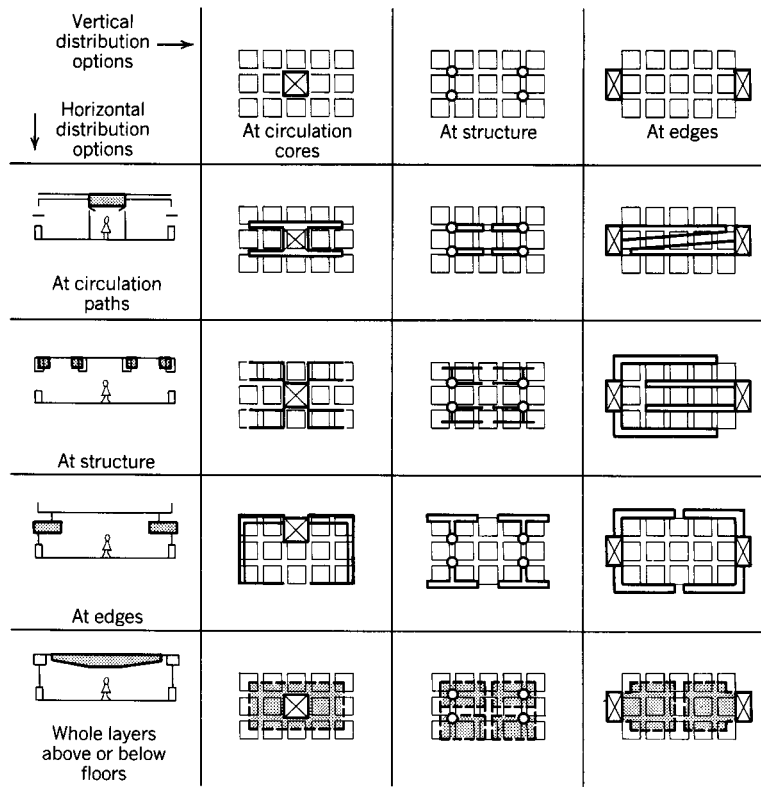 Vertical
distribution
options
Horizontal
distribution
options
At circulation
cores
At structure
At edges
At circulation
paths
At structure
At edges
Whole layers
above or below
floors